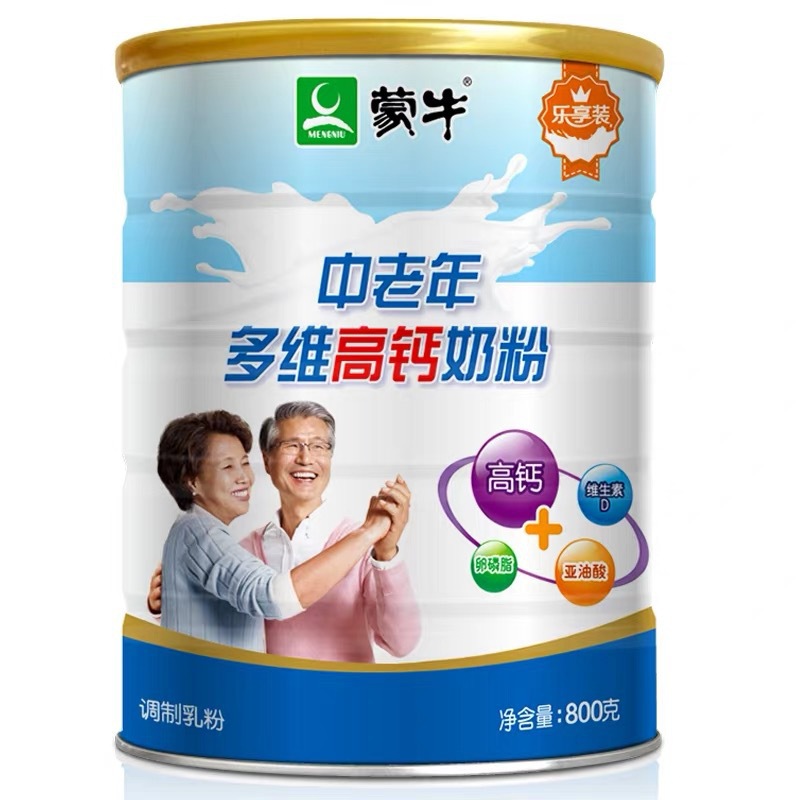 MENGNIU
蒙牛®
乐享装
中老年
多维高钙奶粉
高钙
维生素
D
卵磷脂
亚油酸
调制乳粉
净含量:800克